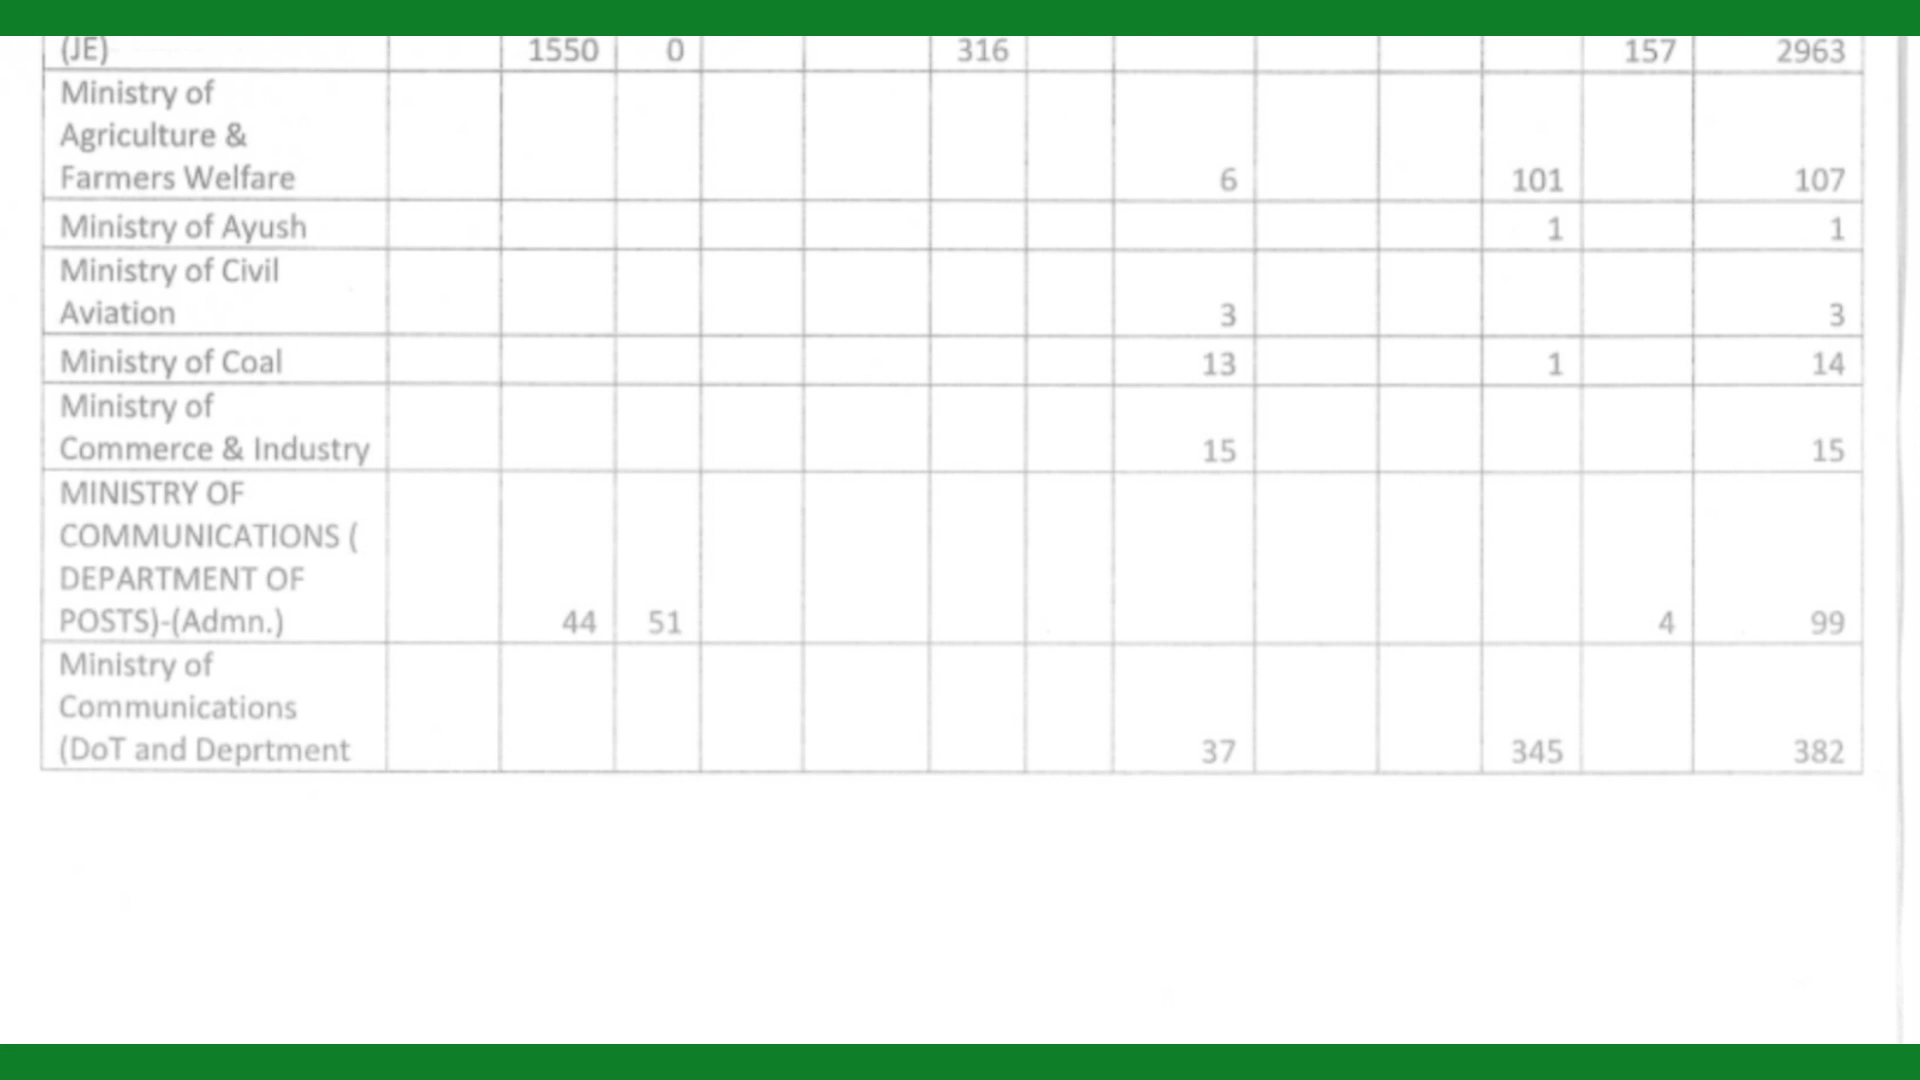 (JE) 1550 0 316 157 2963
Ministry of
Agriculture &
Farmers Welfare 6 101 107
Ministry of Ayush 1 1
Ministry of Civil
Aviation 3 3
Ministry of Coal 13 1 14
Ministry of
Commerce & Industry 15 15
MINISTRY OF
COMMUNICATIONS (
DEPARTMENT OF
POSTS)-(Admn.) 44 51 4 99
Ministry of
Communications
(DoT and Deprtment 37 345 382